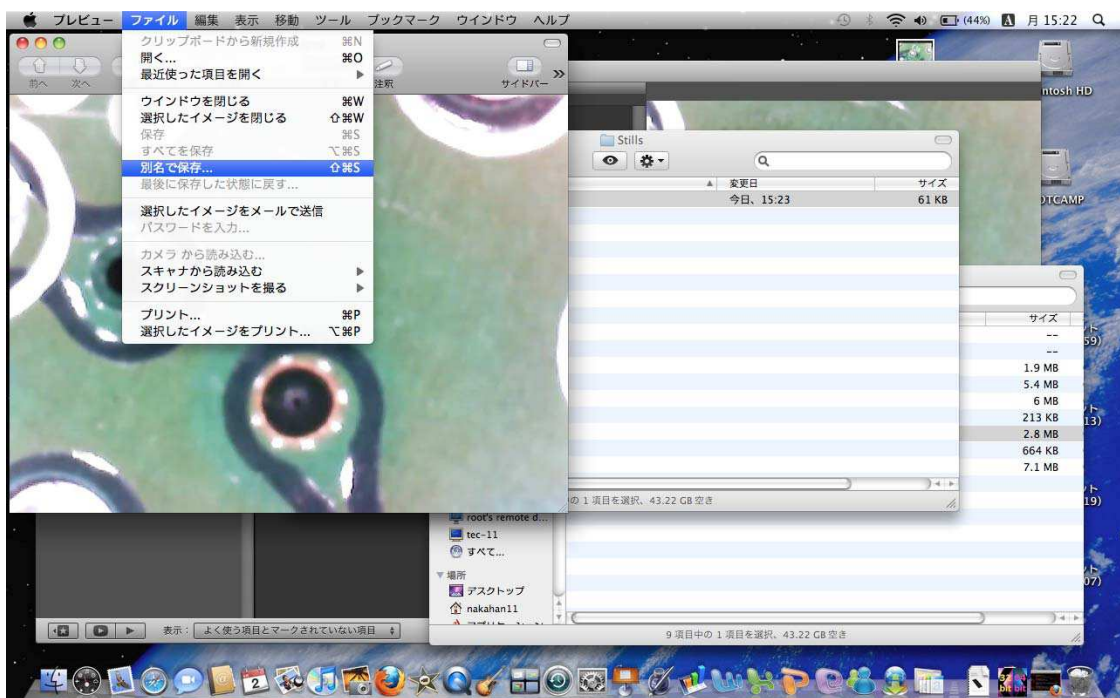 プレビュー ファイル 編集 表示 移動 ツール ブックマーク ウインドウ ヘルプ (44%) A 月 15:22
クリップボードから新規作成 ⌘N
開く... ⌘O
最近使った項目を開く ▶
ウインドウを閉じる ⌘W
選択したイメージを閉じる ⇧⌘W
保存 ⌘S
すべてを保存 ⌥⌘S
別名で保存... ⇧⌘S
最後に保存した状態に戻す...
選択したイメージをメールで送信
パスワードを入力...
カメラ から読み込む...
スキャナから読み込む ▶
スクリーンショットを撮る ▶
プリント... ⌘P
選択したイメージをプリント... ⌥⌘P
前へ 次へ
注釈
サイドバー
Stills
変更日 サイズ
今日、15:23 61 KB
の 1 項目を選択、43.22 GB 空き
ntosh HD
OTCAMP
サイズ
--
--
1.9 MB
5.4 MB
6 MB
213 KB
2.8 MB
664 KB
7.1 MB
59)
13)
19)
07)
root's remote d...
tec-11
すべて...
▼場所
デスクトップ
nakahan11
表示： よく使う項目とマークされていない項目
9 項目中の 1 項目を選択、43.22 GB 空き
2